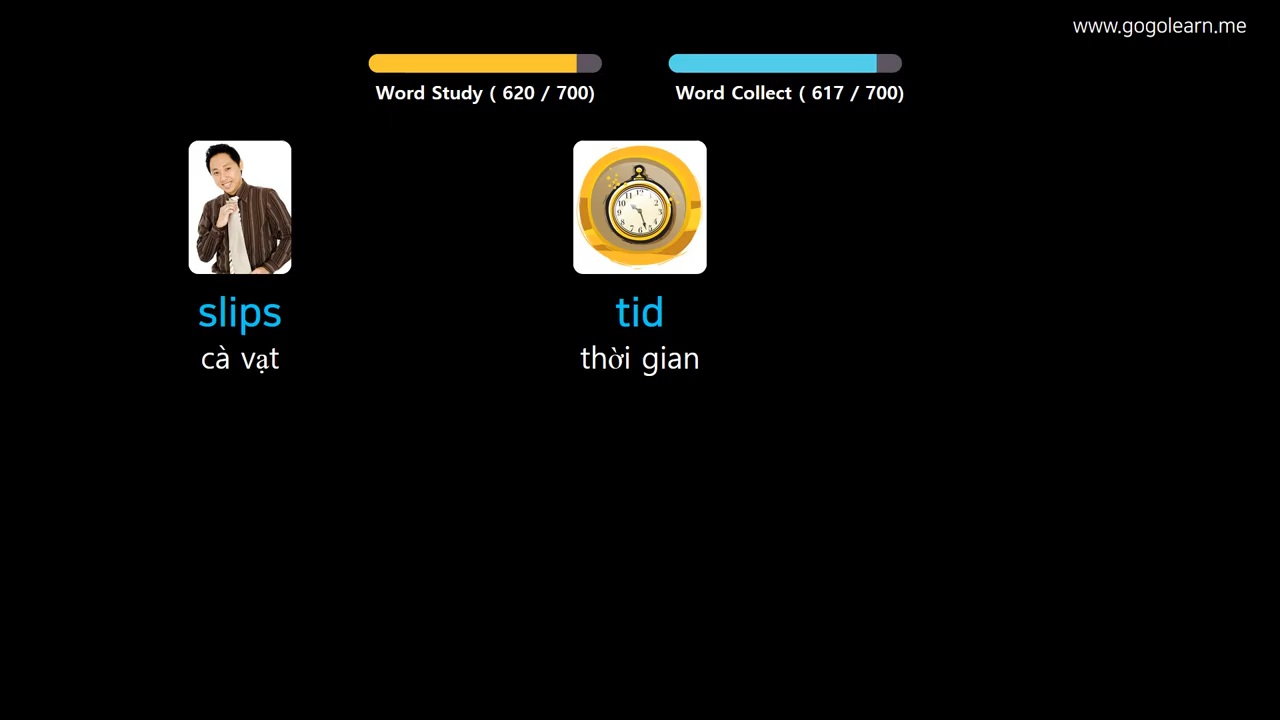 www.gogolearn.me
Word Study ( 620 / 700)
Word Collect ( 617 / 700)
slips
cà vạt
tid
thời gian